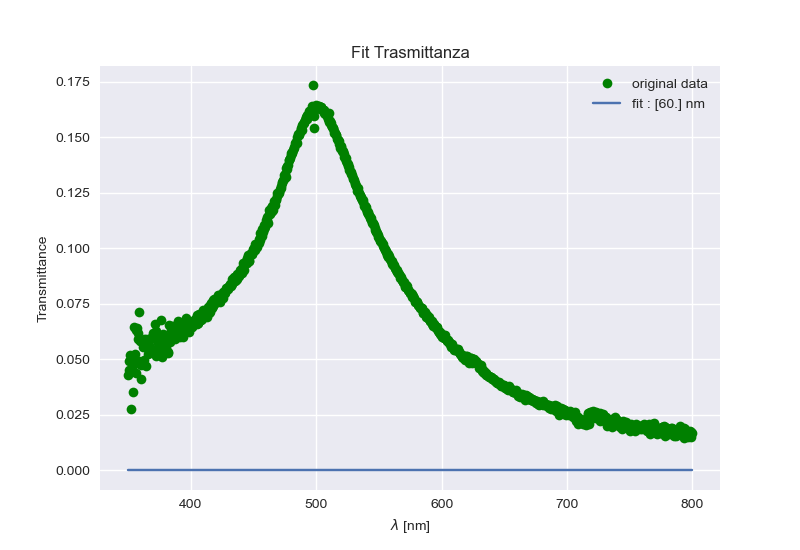 Fit Trasmittanza
original data
fit : [60.] nm
0.175
0.150
0.125
0.100
0.075
0.050
0.025
0.000
Transmittance
400
500
600
700
800
λ [nm]